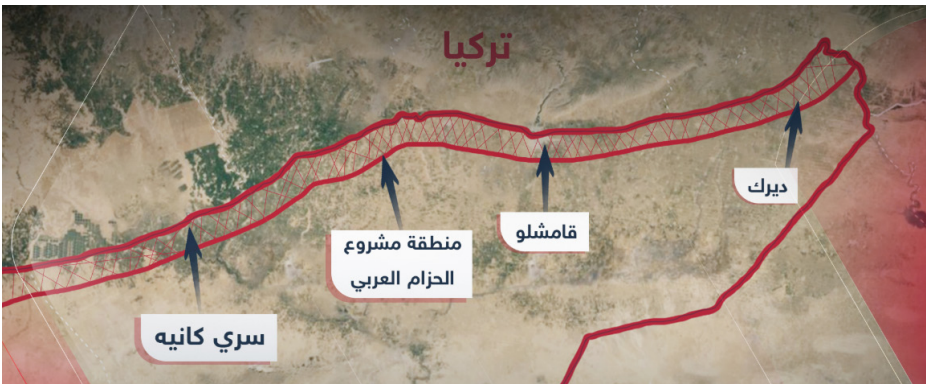 تركيا
ديرك
قامشلو
منطقة مشروع
الحزام العربي
سري كانيه